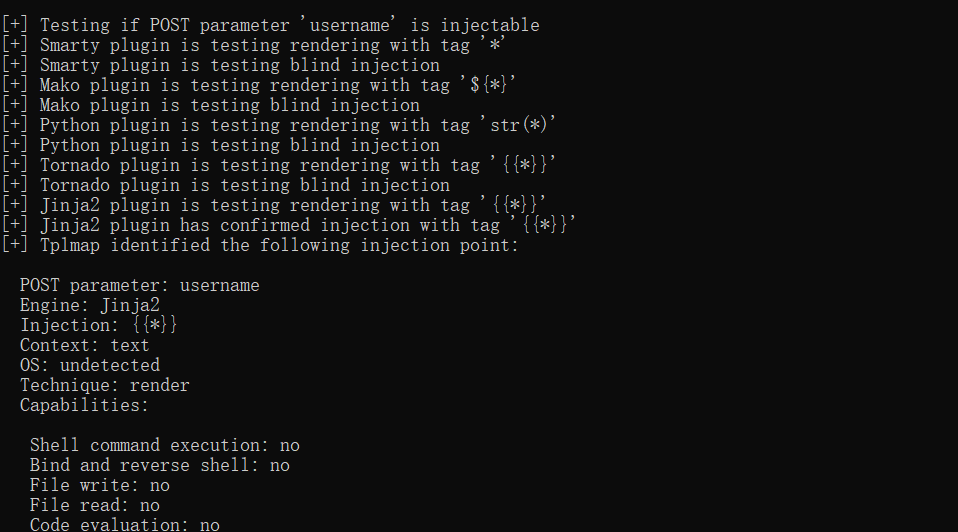 [+] Testing if POST parameter 'username' is injectable
[+] Smarty plugin is testing rendering with tag '*'
[+] Smarty plugin is testing blind injection
[+] Mako plugin is testing rendering with tag '${*}'
[+] Mako plugin is testing blind injection
[+] Python plugin is testing rendering with tag 'str(*)'
[+] Python plugin is testing blind injection
[+] Tornado plugin is testing rendering with tag '{{*}}'
[+] Tornado plugin is testing blind injection
[+] Jinja2 plugin is testing rendering with tag '{{*}}'
[+] Jinja2 plugin has confirmed injection with tag '{{*}}'
[+] Tplmap identified the following injection point:
POST parameter: username
Engine: Jinja2
Injection: {{*}}
Context: text
OS: undetected
Technique: render
Capabilities:
Shell command execution: no
Bind and reverse shell: no
File write: no
File read: no
Code evaluation: no